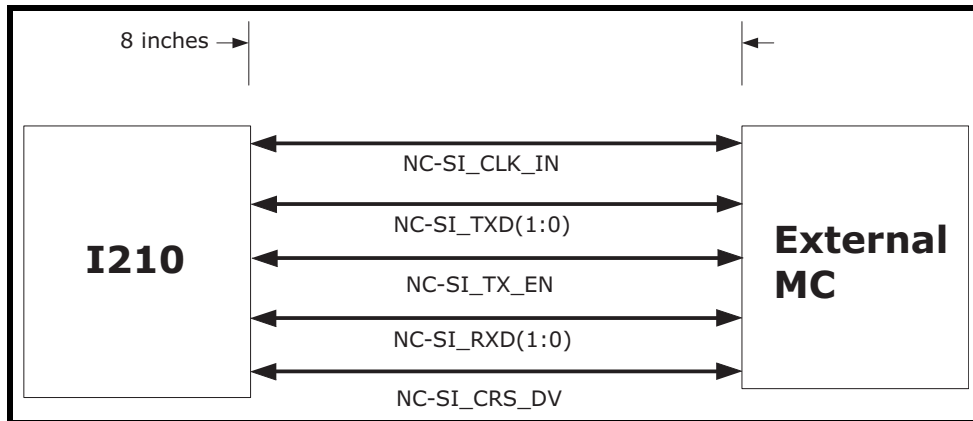 8 inches
NC-SI_CLK_IN
NC-SI_TXD(1:0)
I210
External
MC
NC-SI_TX_EN
NC-SI_RXD(1:0)
NC-SI_CRS_DV